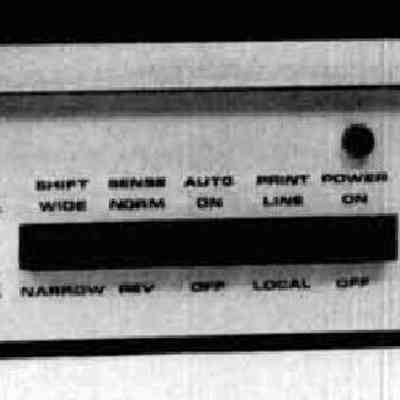 SHIFT SENSE AUTO PRINT POWER
WIDE NORM ON LINE ON
NARROW REV OFF LOCAL OFF